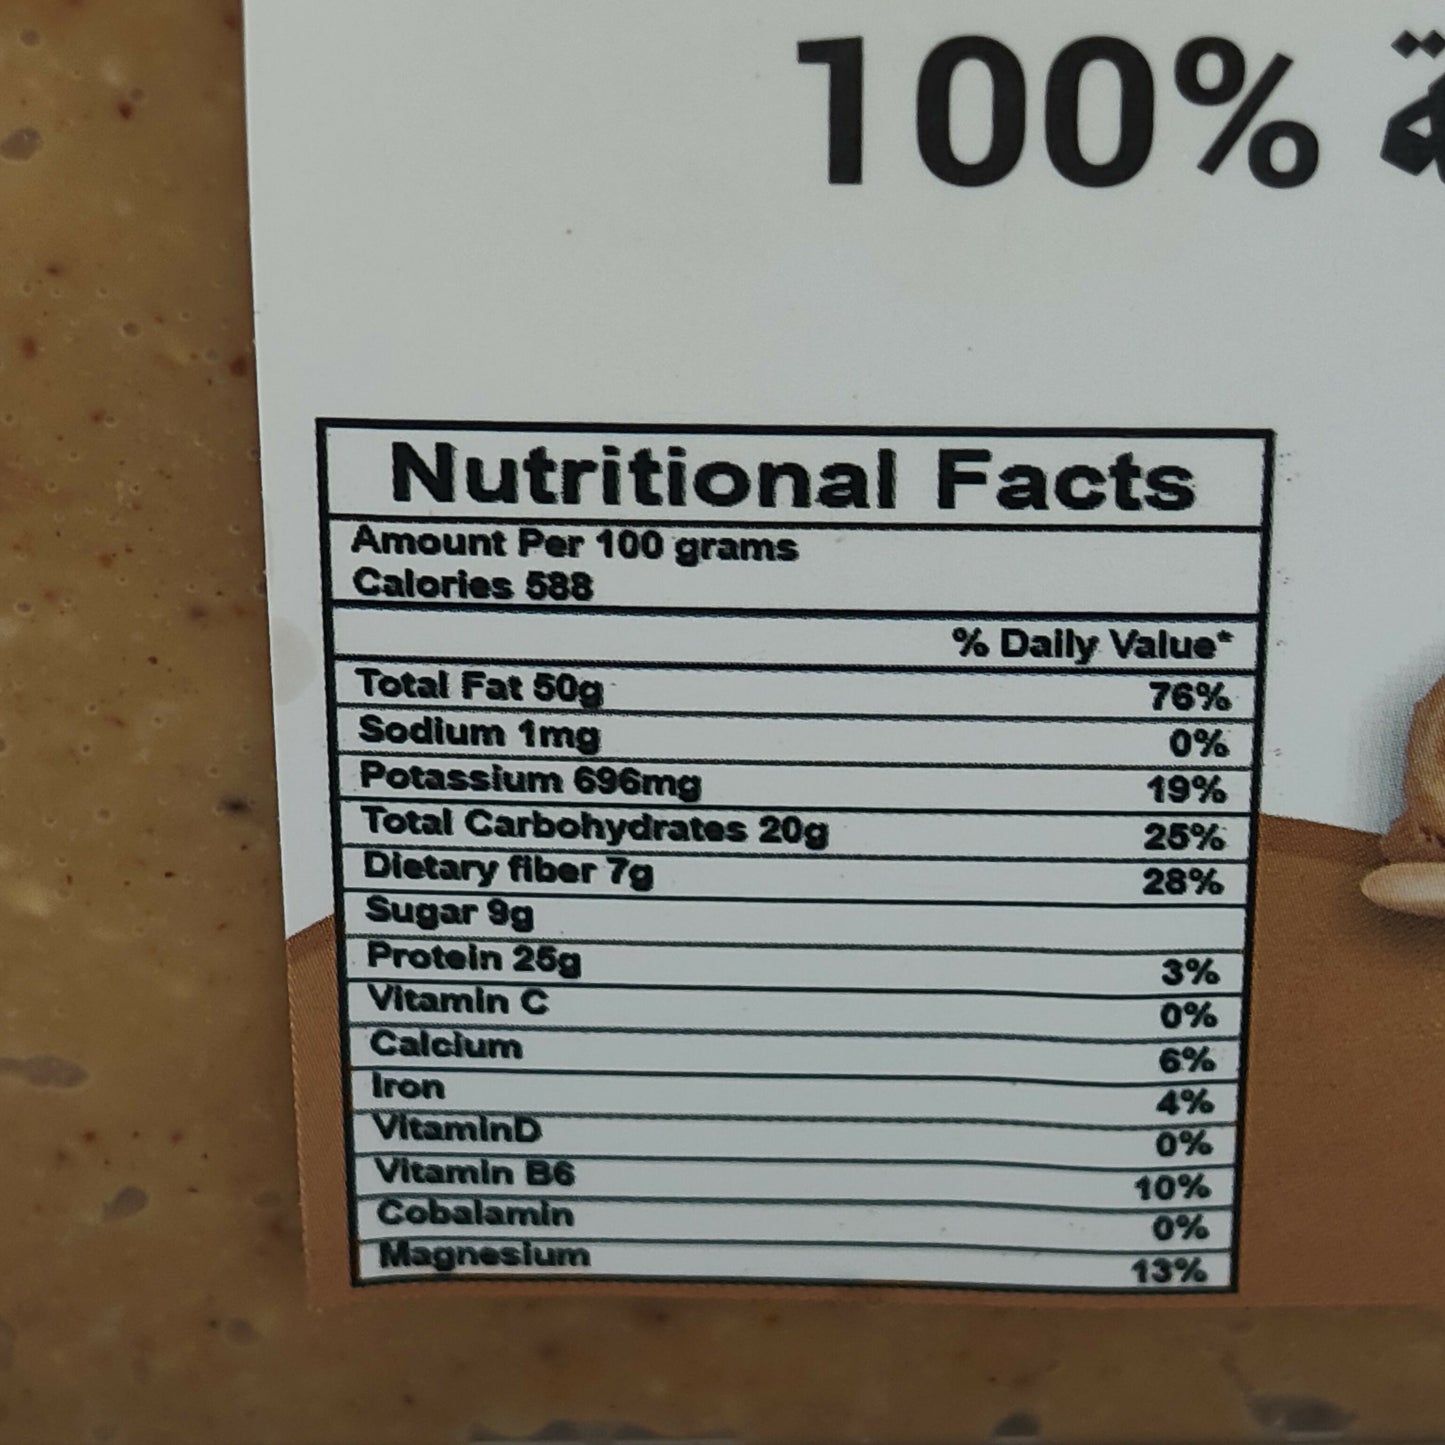 100%
Nutritional Facts
Amount Per 100 grams
Calories 588
% Daily Value*
Total Fat 50g 76%
Sodium 1mg 0%
Potassium 696mg 19%
Total Carbohydrates 20g 25%
Dietary fiber 7g 28%
Sugar 9g
Protein 25g 3%
Vitamin C 0%
Calcium 6%
Iron 4%
VitaminD 0%
Vitamin B6 10%
Cobalamin 0%
Magnesium 13%